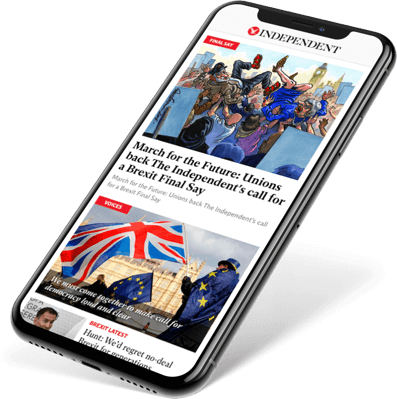 INDEPENDENT
FINAL SAY
March for the Future: Unions
back The Independent's call for
a Brexit Final Say
March for the Future: Unions back The Independent's call
for a Brexit Final Say
VOICES
We must come together to make call for
democracy loud and clear
BREXIT LATEST
Hunt: We'd regret no-deal
Brexit for generations